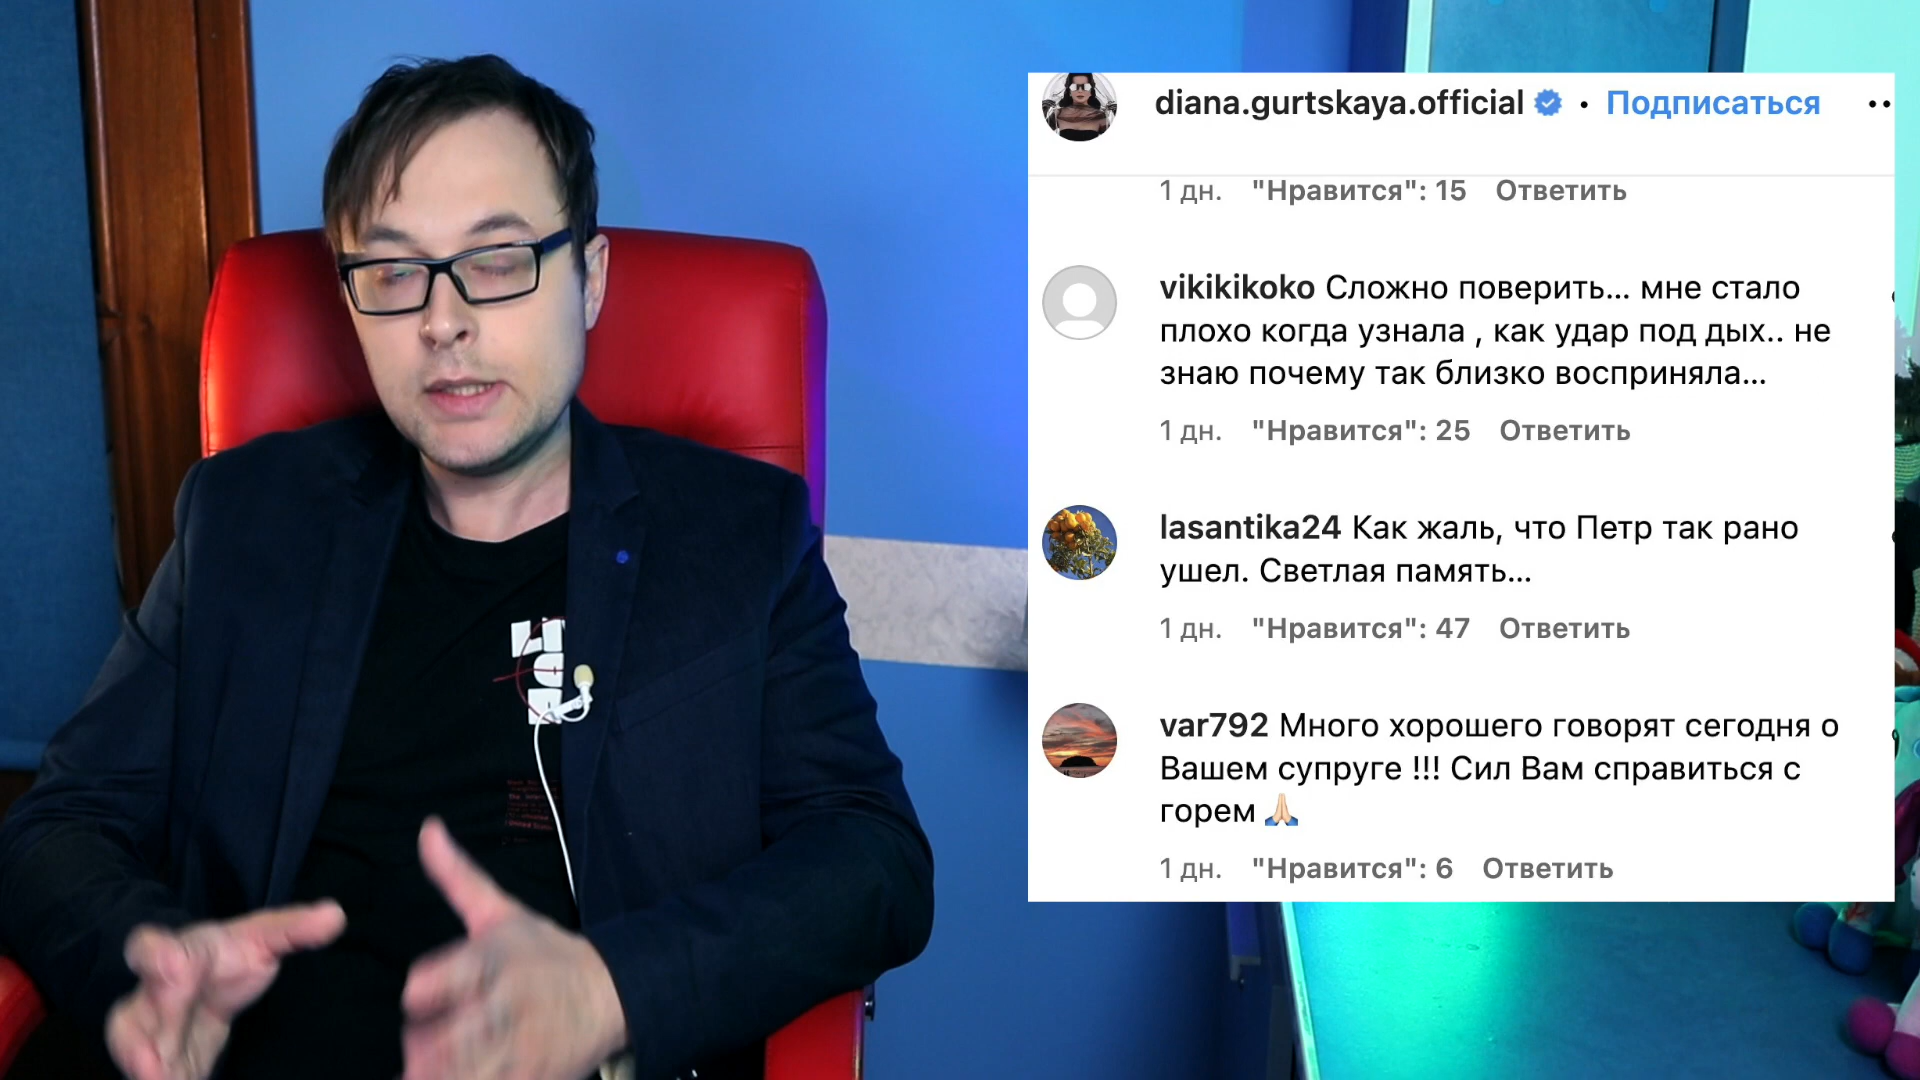 diana.gurtskaya.official • Подписаться
1 дн. "Нравится": 15 Ответить
vikikikoko Сложно поверить... мне стало
плохо когда узнала , как удар под дых.. не
знаю почему так близко восприняла...
1 дн. "Нравится": 25 Ответить
lasantika24 Как жаль, что Петр так рано
ушел. Светлая память...
1 дн. "Нравится": 47 Ответить
var792 Много хорошего говорят сегодня о
Вашем супруге !!! Сил Вам справиться с
горем 🙏🏻
1 дн. "Нравится": 6 Ответить